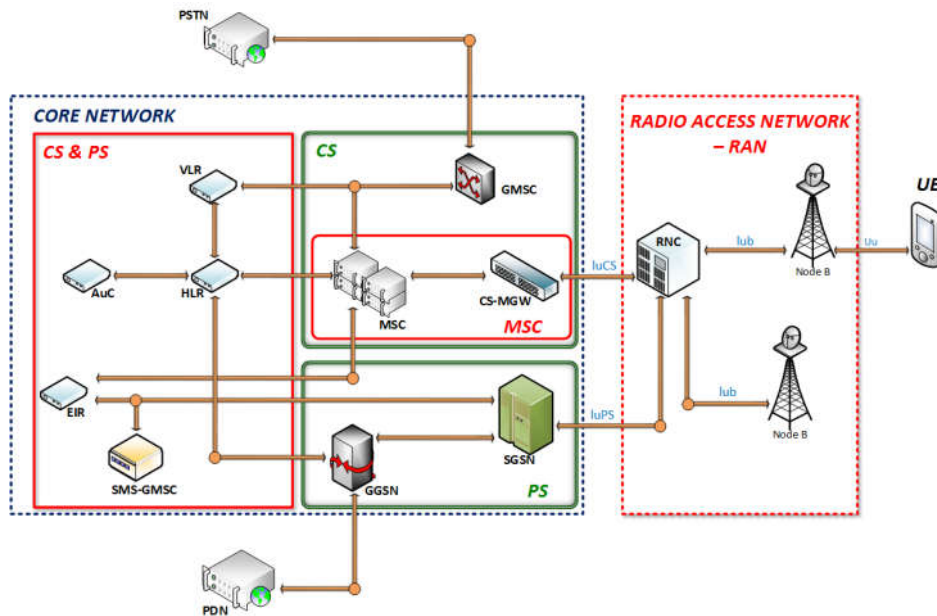 PSTN
CORE NETWORK
CS & PS
VLR
CS
GMSC
RADIO ACCESS NETWORK
– RAN
UE
RNC
Iub
Uu
Node B
AuC
HLR
MSC
CS-MGW
IuCS
MSC
EIR
SMS-GMSC
GGSN
SGSN
IuPS
Iub
Node B
PS
PDN